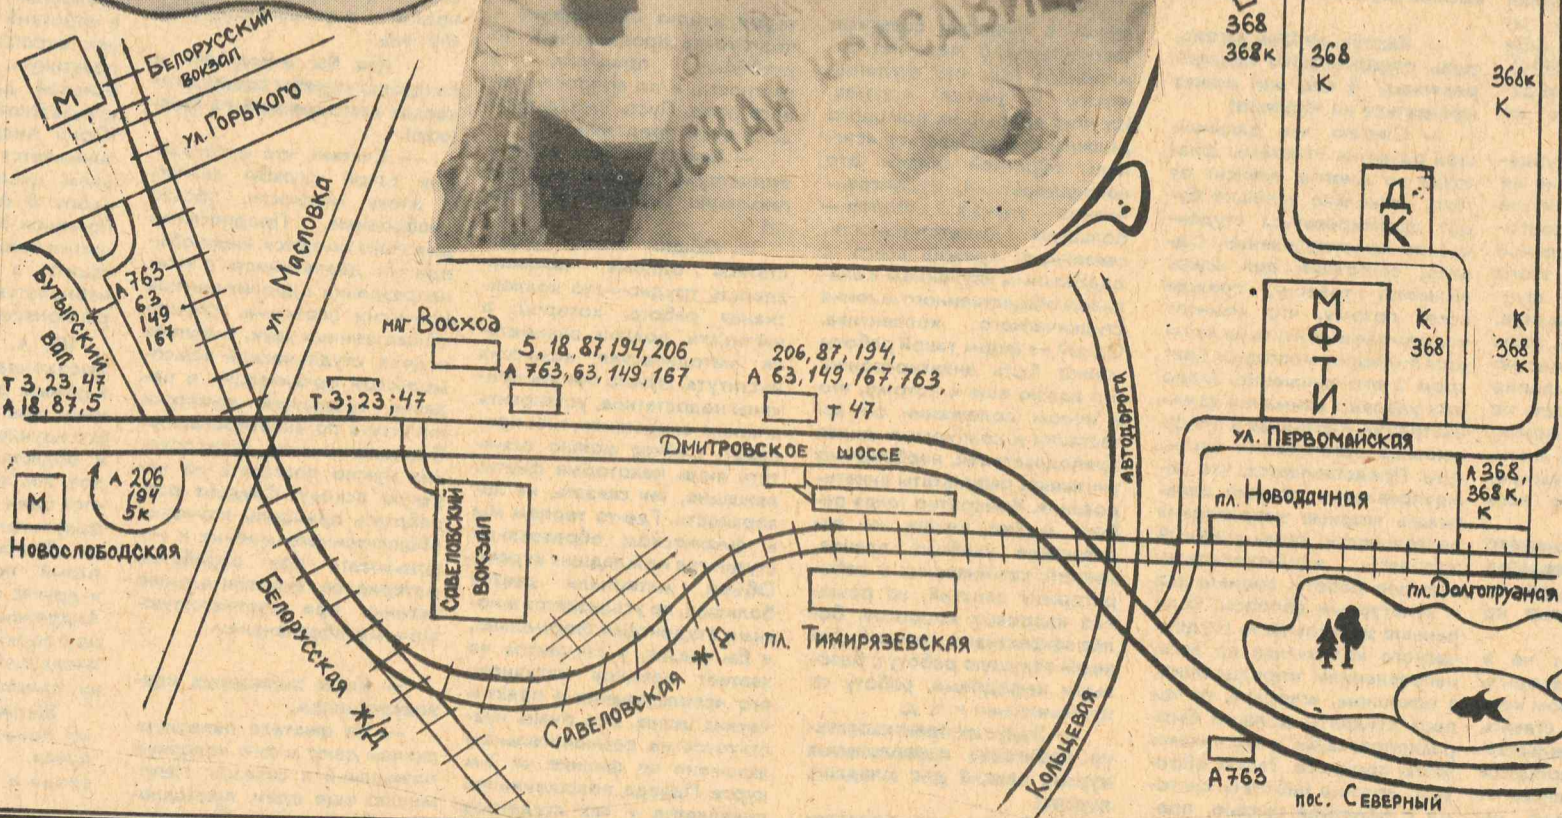 368
368к
368
К
368к
К
СКАЯ КРАСАВИЦ
Белорусский
вокзал
М
ул. Горького
ул. Масловка
Д
К
А 763
63
149
167
Бутырский
вал
маг. Восход
5, 18, 87, 194, 206
А 763, 63, 149, 167
206, 87, 194,
А 63, 149, 167, 763,
т 47
т 3, 23, 47
А 18, 87, 5
т 3; 23; 47
МФТИ
К
368
К
368
К
автодорога
Дмитровское шоссе
ул. Первомайская
А 206
194
5к
М
Новослободская
Савеловский
вокзал
пл. Новодачная
А 368,
368к,
к
пл. Долгопрудная
Белорусская ж/д
Савеловская ж/д
пл. Тимирязевская
Кольцевая
А 763
пос. Северный